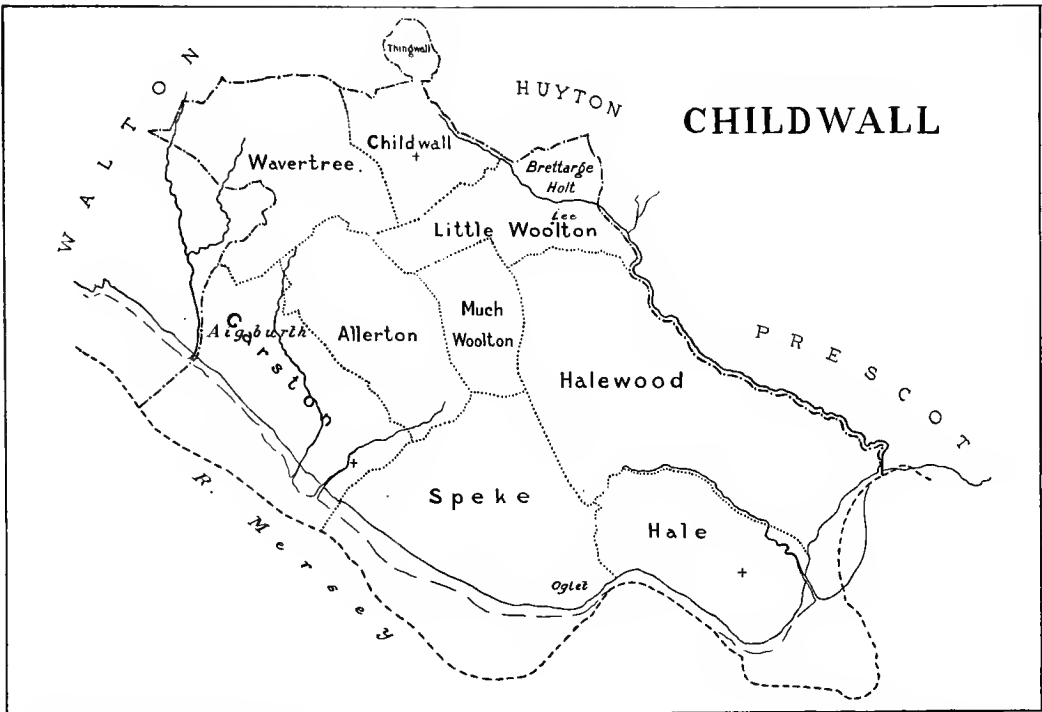 Thingwall
HUYTON
CHILDWALL
WALTON
Childwall
Wavertree.
Brettarge
Holt
Lee
Little Woolton
Much
Woolton
Aigburth
Garston
Allerton
PRESCOT
Halewood
Speke
Hale
R. Mersey
Oglet